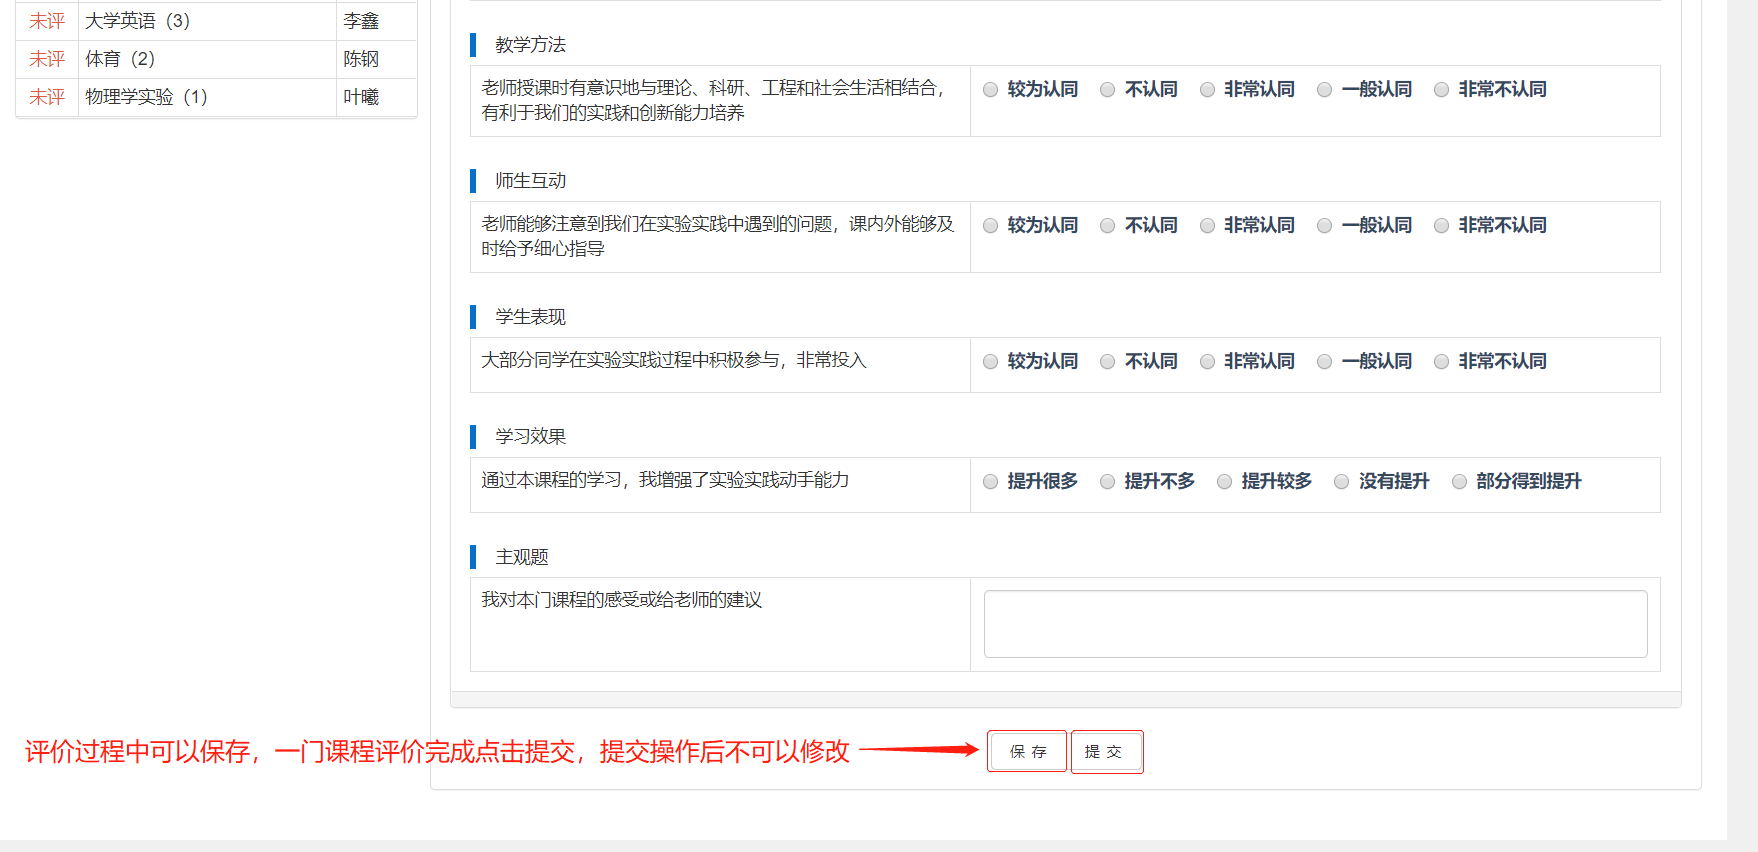 未评 大学英语（3） 李鑫
未评 体育（2） 陈钢
未评 物理学实验（1） 叶曦
教学方法
老师授课时有意识地与理论、科研、工程和社会生活相结合，
有利于我们的实践和创新能力培养
较为认同 不认同 非常认同 一般认同 非常不认同
师生互动
老师能够注意到我们在实验实践中遇到的问题，课内外能够及
时给予细心指导
较为认同 不认同 非常认同 一般认同 非常不认同
学生表现
大部分同学在实验实践过程中积极参与，非常投入
较为认同 不认同 非常认同 一般认同 非常不认同
学习效果
通过本课程的学习，我增强了实验实践动手能力
提升很多 提升不多 提升较多 没有提升 部分得到提升
主观题
我对本门课程的感受或给老师的建议
评价过程中可以保存，一门课程评价完成点击提交，提交操作后不可以修改
保存 提交